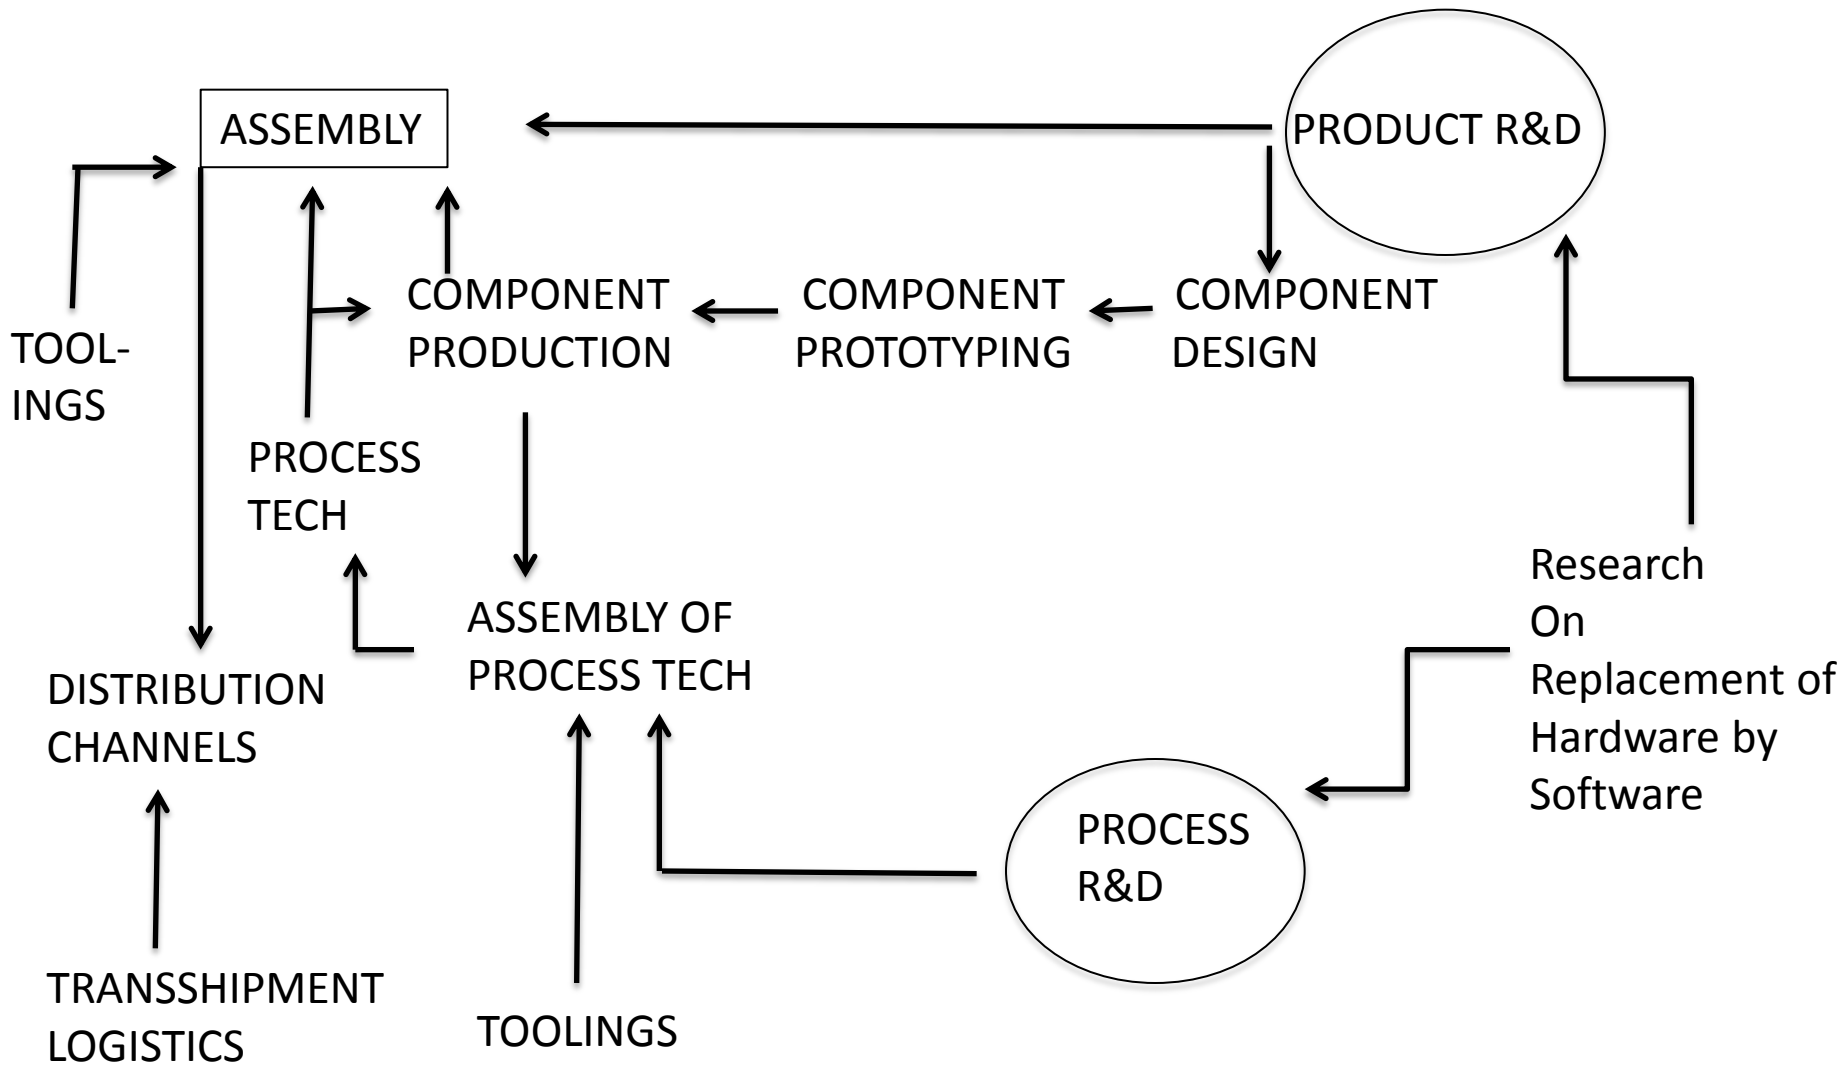 ASSEMBLY
PRODUCT R&D
TOOL-
INGS
COMPONENT
PRODUCTION
COMPONENT
PROTOTYPING
COMPONENT
DESIGN
PROCESS
TECH
ASSEMBLY OF
PROCESS TECH
Research
On
Replacement of
Hardware by
Software
DISTRIBUTION
CHANNELS
PROCESS
R&D
TRANSSHIPMENT
LOGISTICS
TOOLINGS